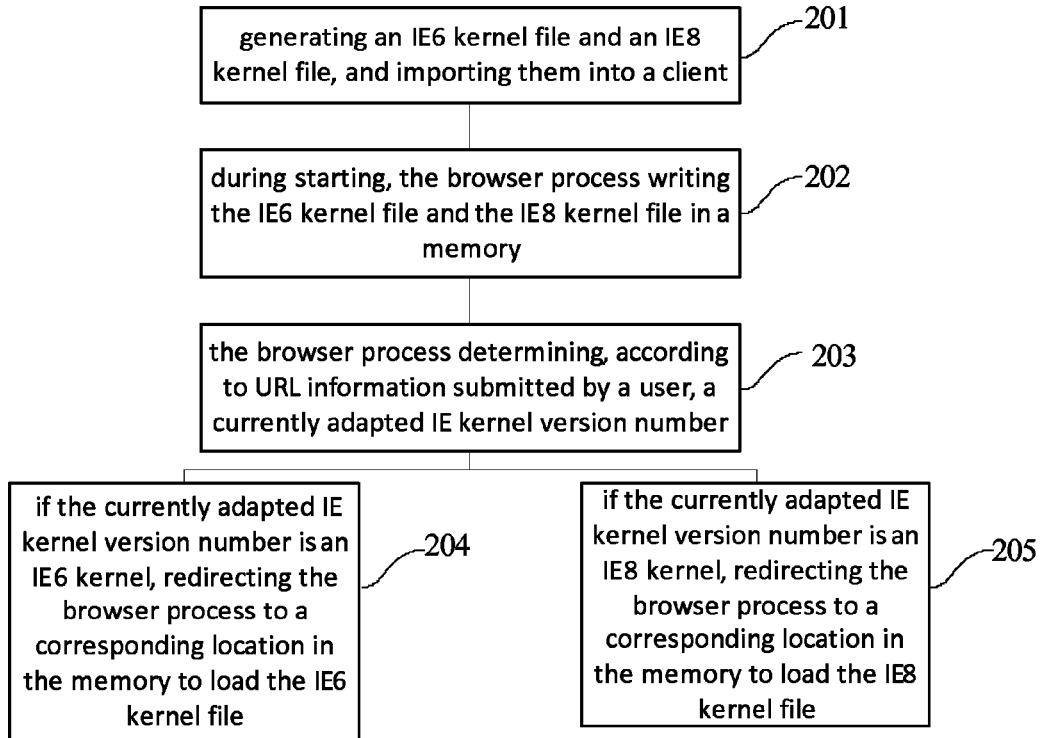 generating an IE6 kernel file and an IE8
kernel file, and importing them into a client
201
during starting, the browser process writing
the IE6 kernel file and the IE8 kernel file in a
memory
202
the browser process determining, according
to URL information submitted by a user, a
currently adapted IE kernel version number
203
if the currently adapted IE
kernel version number is an
IE6 kernel, redirecting the
browser process to a
corresponding location in
the memory to load the IE6
kernel file
204
if the currently adapted IE
kernel version number is an
IE8 kernel, redirecting the
browser process to a
corresponding location in
the memory to load the IE8
kernel file
205